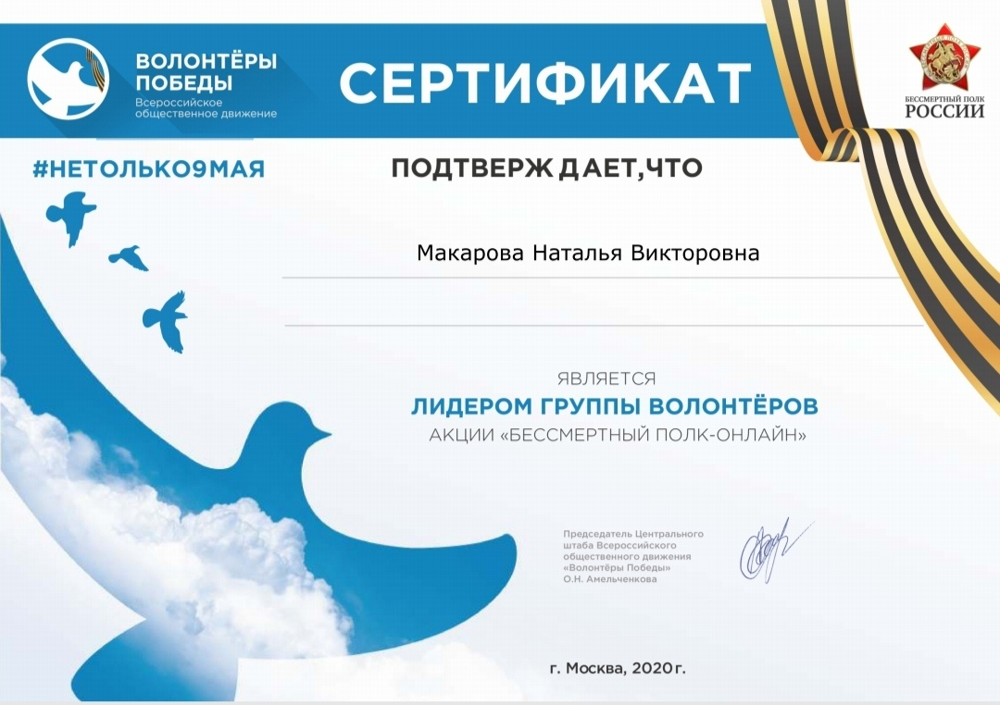 ВОЛОНТЁРЫ
ПОБЕДЫ
Всероссийское
общественное движение
СЕРТИФИКАТ
БЕССМЕРТНЫЙ ПОЛК
РОССИИ
#НЕТОЛЬКО9МАЯ
ПОДТВЕРЖДАЕТ,ЧТО
Макарова Наталья Викторовна
ЯВЛЯЕТСЯ
ЛИДЕРОМ ГРУППЫ ВОЛОНТЁРОВ
АКЦИИ «БЕССМЕРТНЫЙ ПОЛК-ОНЛАЙН»
Председатель Центрального
штаба Всероссийского
общественного движения
«Волонтёры Победы»
О.Н. Амельченкова
г. Москва, 2020 г.